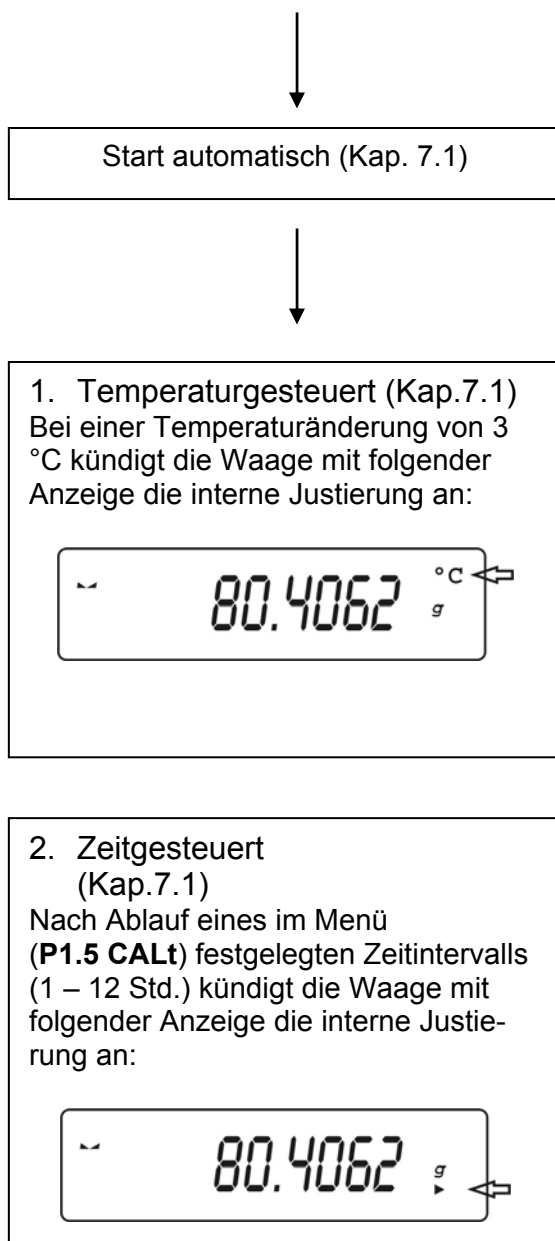 Start automatisch (Kap. 7.1)
1. Temperaturgesteuert (Kap.7.1)
Bei einer Temperaturänderung von 3
°C kündigt die Waage mit folgender
Anzeige die interne Justierung an:
80.4062 °C
g
2. Zeitgesteuert
(Kap.7.1)
Nach Ablauf eines im Menü
(P1.5 CALt) festgelegten Zeitintervalls
(1 – 12 Std.) kündigt die Waage mit
folgender Anzeige die interne Justie-
rung an:
80.4062 g